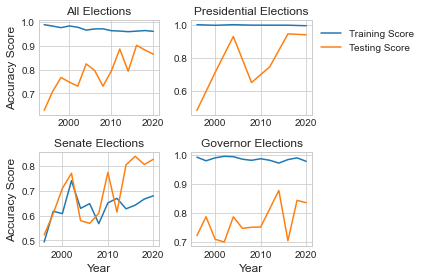 All Elections
Presidential Elections
1.0
0.9
0.8
0.7
2000
2010
2020
Accuracy Score
1.0
0.8
0.6
2000
2010
2020
Training Score
Testing Score
Senate Elections
Governor Elections
0.8
0.7
0.6
0.5
2000
2010
2020
Accuracy Score
Year
1.0
0.9
0.8
0.7
2000
2010
2020
Year